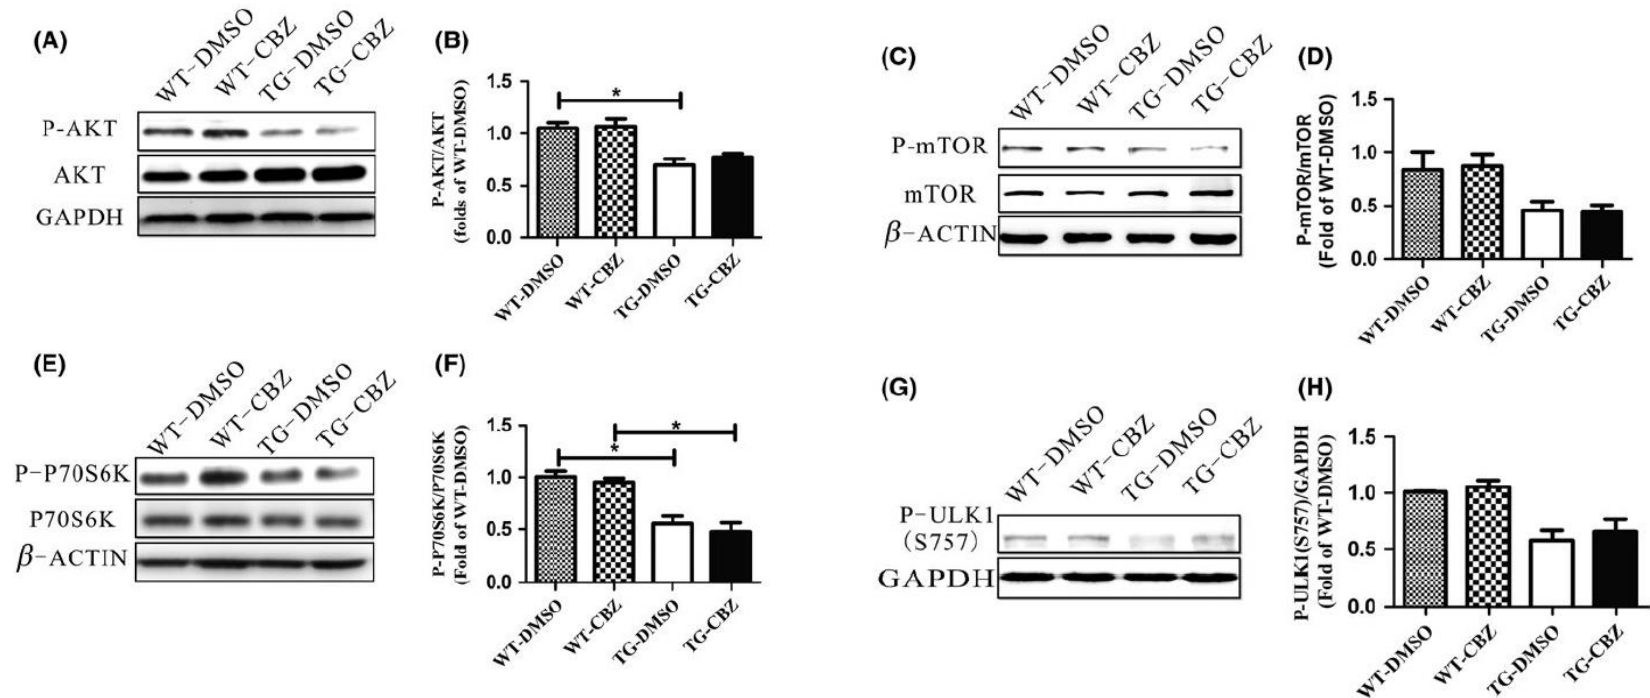 (A)
WT-DMSO
WT-CBZ
TG-DMSO
TG-CBZ
P-AKT
AKT
GAPDH
(B)
P-AKT/AKT
(folds of WT-DMSO)
1.5
*
1.0
0.5
0.0
WT-DMSO
WT-CBZ
TG-DMSO
TG-CBZ
(C)
WT-DMSO
WT-CBZ
TG-DMSO
TG-CBZ
P-mTOR
mTOR
β-ACTIN
(D)
P-mTOR/mTOR
(Fold of WT-DMSO)
1.5
1.0
0.5
0.0
WT-DMSO
WT-CBZ
TG-DMSO
TG-CBZ
(E)
WT-DMSO
WT-CBZ
TG-DMSO
TG-CBZ
P-P70S6K
P70S6K
β-ACTIN
(F)
P-P70S6K/P70S6K
(Fold of WT-DMSO)
1.5
*
*
1.0
0.5
0.0
WT-DMSO
WT-CBZ
TG-DMSO
TG-CBZ
(G)
WT-DMSO
WT-CBZ
TG-DMSO
TG-CBZ
P-ULK1
(S757)
GAPDH
(H)
P-ULK1(S757)/GAPDH
(Fold of WT-DMSO)
1.5
1.0
0.5
0.0
WT-DMSO
WT-CBZ
TG-DMSO
TG-CBZ